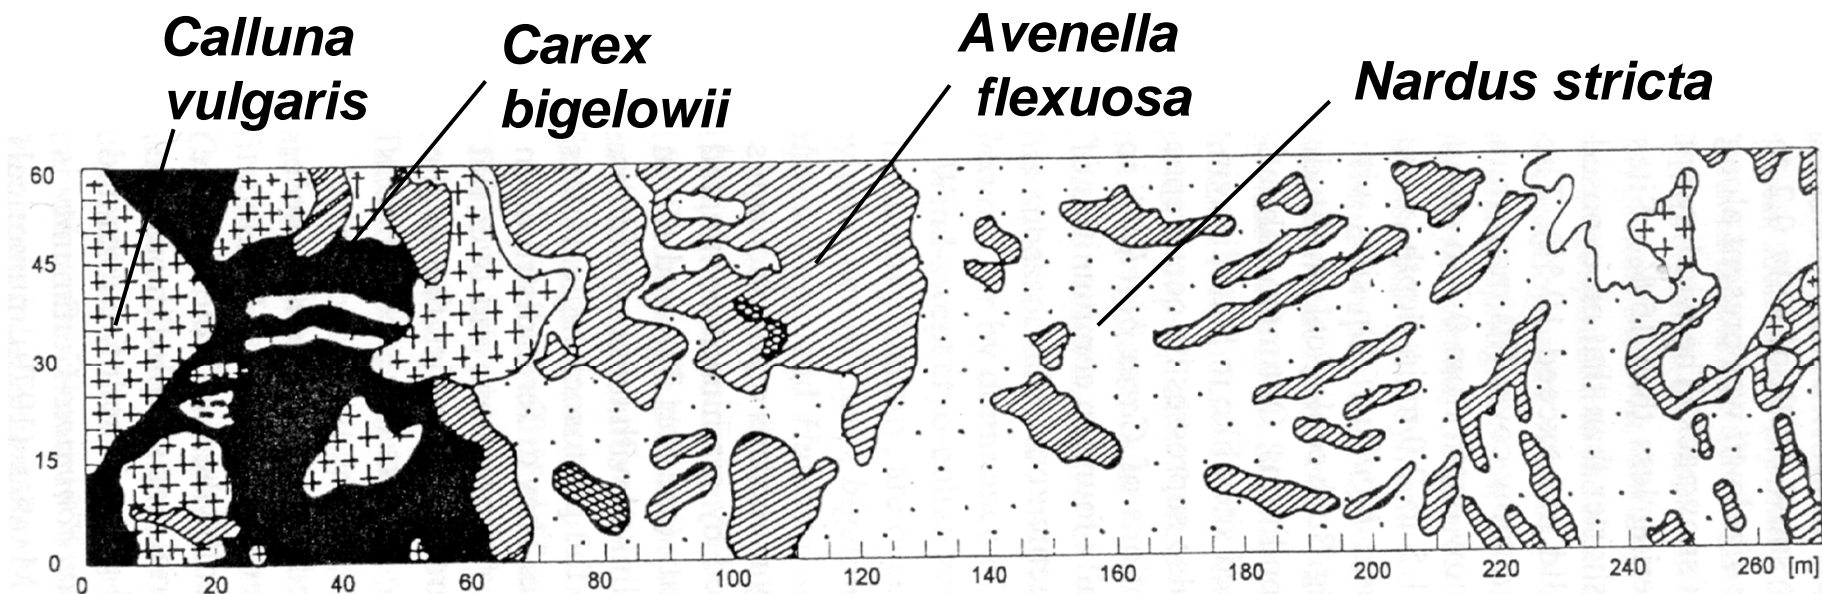 Calluna
vulgaris
Carex
bigelowii
Avenella
flexuosa
Nardus stricta
60
45
30
15
0
0 20 40 60 80 100 120 140 160 180 200 220 240 260 [m]